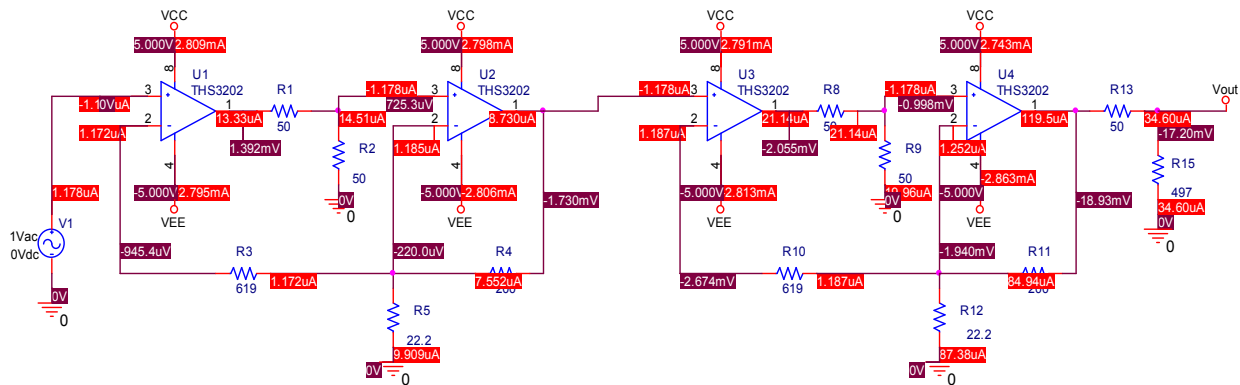 VCC
VCC
VCC
VCC
5.000V 2.809mA
5.000V 2.798mA
5.000V 2.791mA
5.000V 2.743mA
8
U1
THS3202
8
U2
THS3202
8
U3
THS3202
8
U4
THS3202
3
+
2
-
1
4
3
+
2
-
1
4
3
+
2
-
1
4
3
+
2
-
1
4
1.172uA
13.33uA
1.392mV
R1
50
14.51uA
R2
50
0V
0
-1.178uA
725.3uV
1.185uA
3.730uA
-1.730mV
-1.178uA
1.187uA
21.14uA
-2.055mV
R8
21.14uA
R9
50
0V
0
-1.178uA
-0.998mV
1.252uA
119.5uA
R13
50
34.60uA
-17.20mV
Vout
R15
497
34.60uA
0V
0
-5.000V 2.795mA
VEE
-5.000V 2.806mA
VEE
-5.000V 2.813mA
VEE
-5.000V
-2.863mA
VEE
-18.93mV
1.178uA
V1
1Vac
0Vdc
0V
0
-945.4uV
R3
619
1.172uA
-220.0uV
R4
7.552uA
R5
22.2
9.909uA
0V
0
-2.674mV
R10
619
1.187uA
-1.940mV
R11
84.94uA
R12
22.2
87.38uA
0V
0